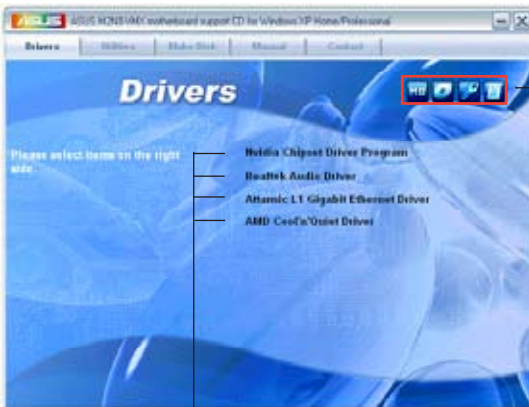 ASUS M2N8-VMX motherboard support CD for Windows XP Home/Professional
Drivers Utilities Make Disk Manual Contact
Drivers
Please select items on the right side.
Nvidia Chipset Driver Program
Realtek Audio Driver
Attansic L1 Gigabit Ethernet Driver
AMD Cool'n'Quiet Driver